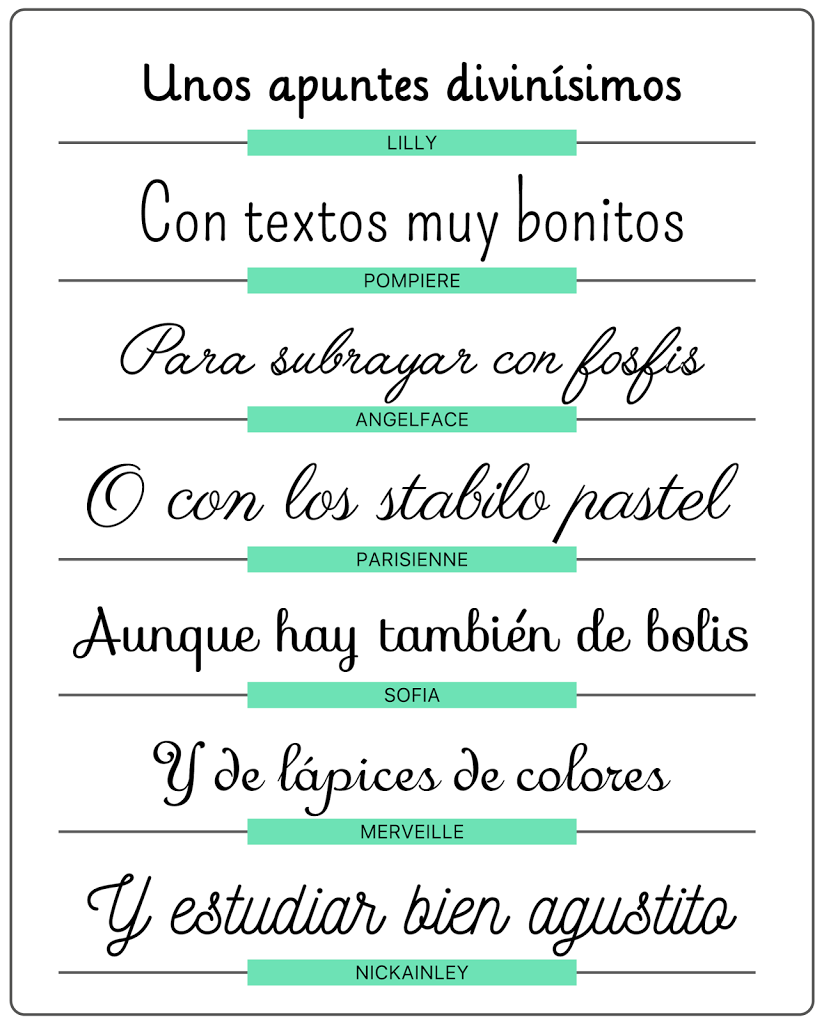 Unos apuntes divinísimos
LILLY
Con textos muy bonitos
POMPIERE
Para subrayar con fosfis
ANGELFACE
O con los stabilo pastel
PARISIENNE
Aunque hay también de bolis
SOFIA
Y de lápices de colores
MERVEILLE
Y estudiar bien agustito
NICKAINLEY